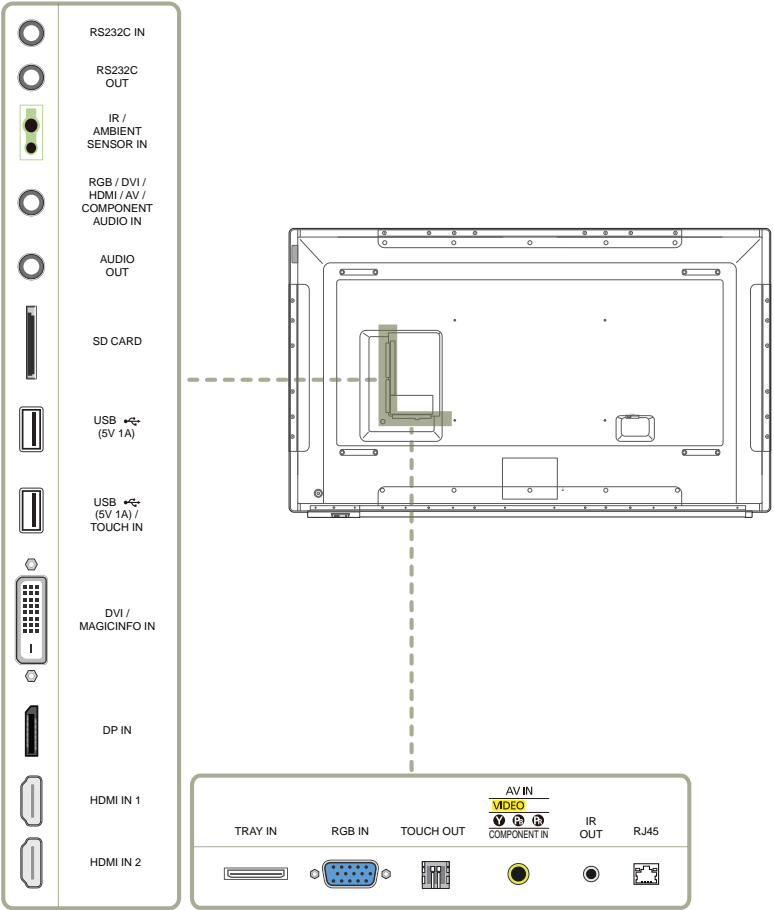 RS232C IN
RS232C
OUT
IR /
AMBIENT
SENSOR IN
RGB / DVI /
HDMI / AV /
COMPONENT
AUDIO IN
AUDIO
OUT
SD CARD
USB
(5V 1A)
USB
(5V 1A) /
TOUCH IN
DVI /
MAGICINFO IN
DP IN
HDMI IN 1
HDMI IN 2
TRAY IN
RGB IN
TOUCH OUT
AV IN
VIDEO
Y PB PR
COMPONENT IN
IR
OUT
RJ45